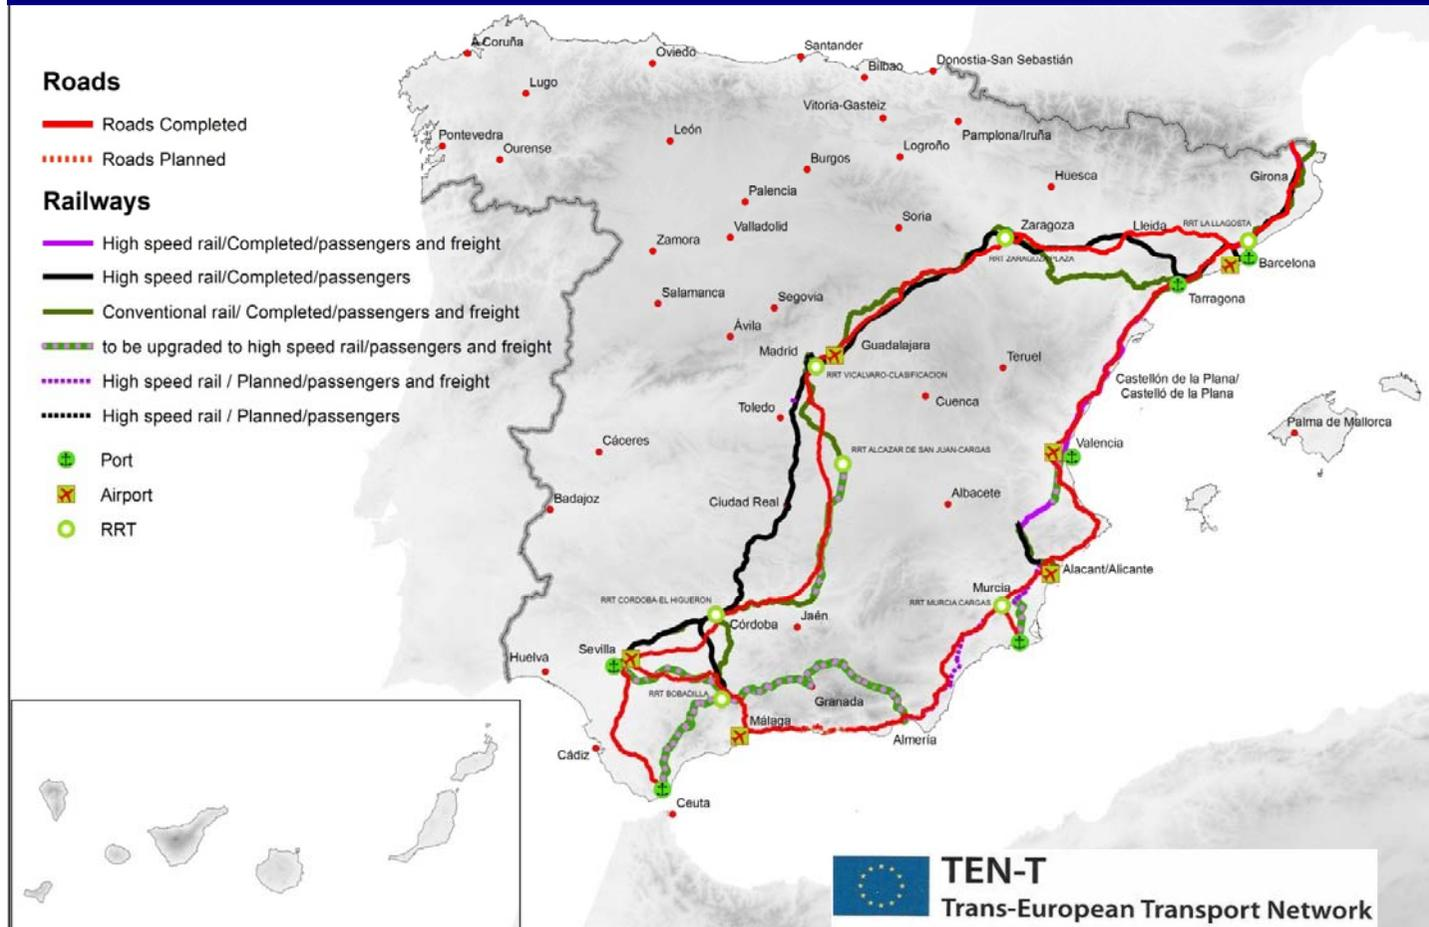 Roads
Roads Completed
Roads Planned
Railways
High speed rail/Completed/passengers and freight
High speed rail/Completed/passengers
Conventional rail/ Completed/passengers and freight
to be upgraded to high speed rail/passengers and freight
High speed rail / Planned/passengers and freight
High speed rail / Planned/passengers
Port
Airport
RRT
A Coruña
Oviedo
Santander
Bilbao
Donostia-San Sebastián
Lugo
Vitoria-Gasteiz
Pamplona/Iruña
Pontevedra
Ourense
León
Logroño
Burgos
Huesca
Girona
Palencia
Soria
Valladolid
Zamora
Zaragoza
Lleida
RRT LA LLAGOSTA
RRT ZARAGOZA PLAZA
Barcelona
Tarragona
Salamanca
Segovia
Ávila
Madrid
Guadalajara
Teruel
RRT VICALVARO-CLASIFICACION
Castellón de la Plana/
Castelló de la Plana
Toledo
Cuenca
Palma de Mallorca
Cáceres
Valencia
RRT ALCAZAR DE SAN JUAN-CARGAS
Badajoz
Ciudad Real
Albacete
Alacant/Alicante
Murcia
RRT MURCIA CARGAS
RRT CORDOBA-EL HIGUERON
Córdoba
Jaén
Sevilla
Huelva
RRT BOBADILLA
Granada
Málaga
Almería
Cádiz
Ceuta
TEN-T
Trans-European Transport Network